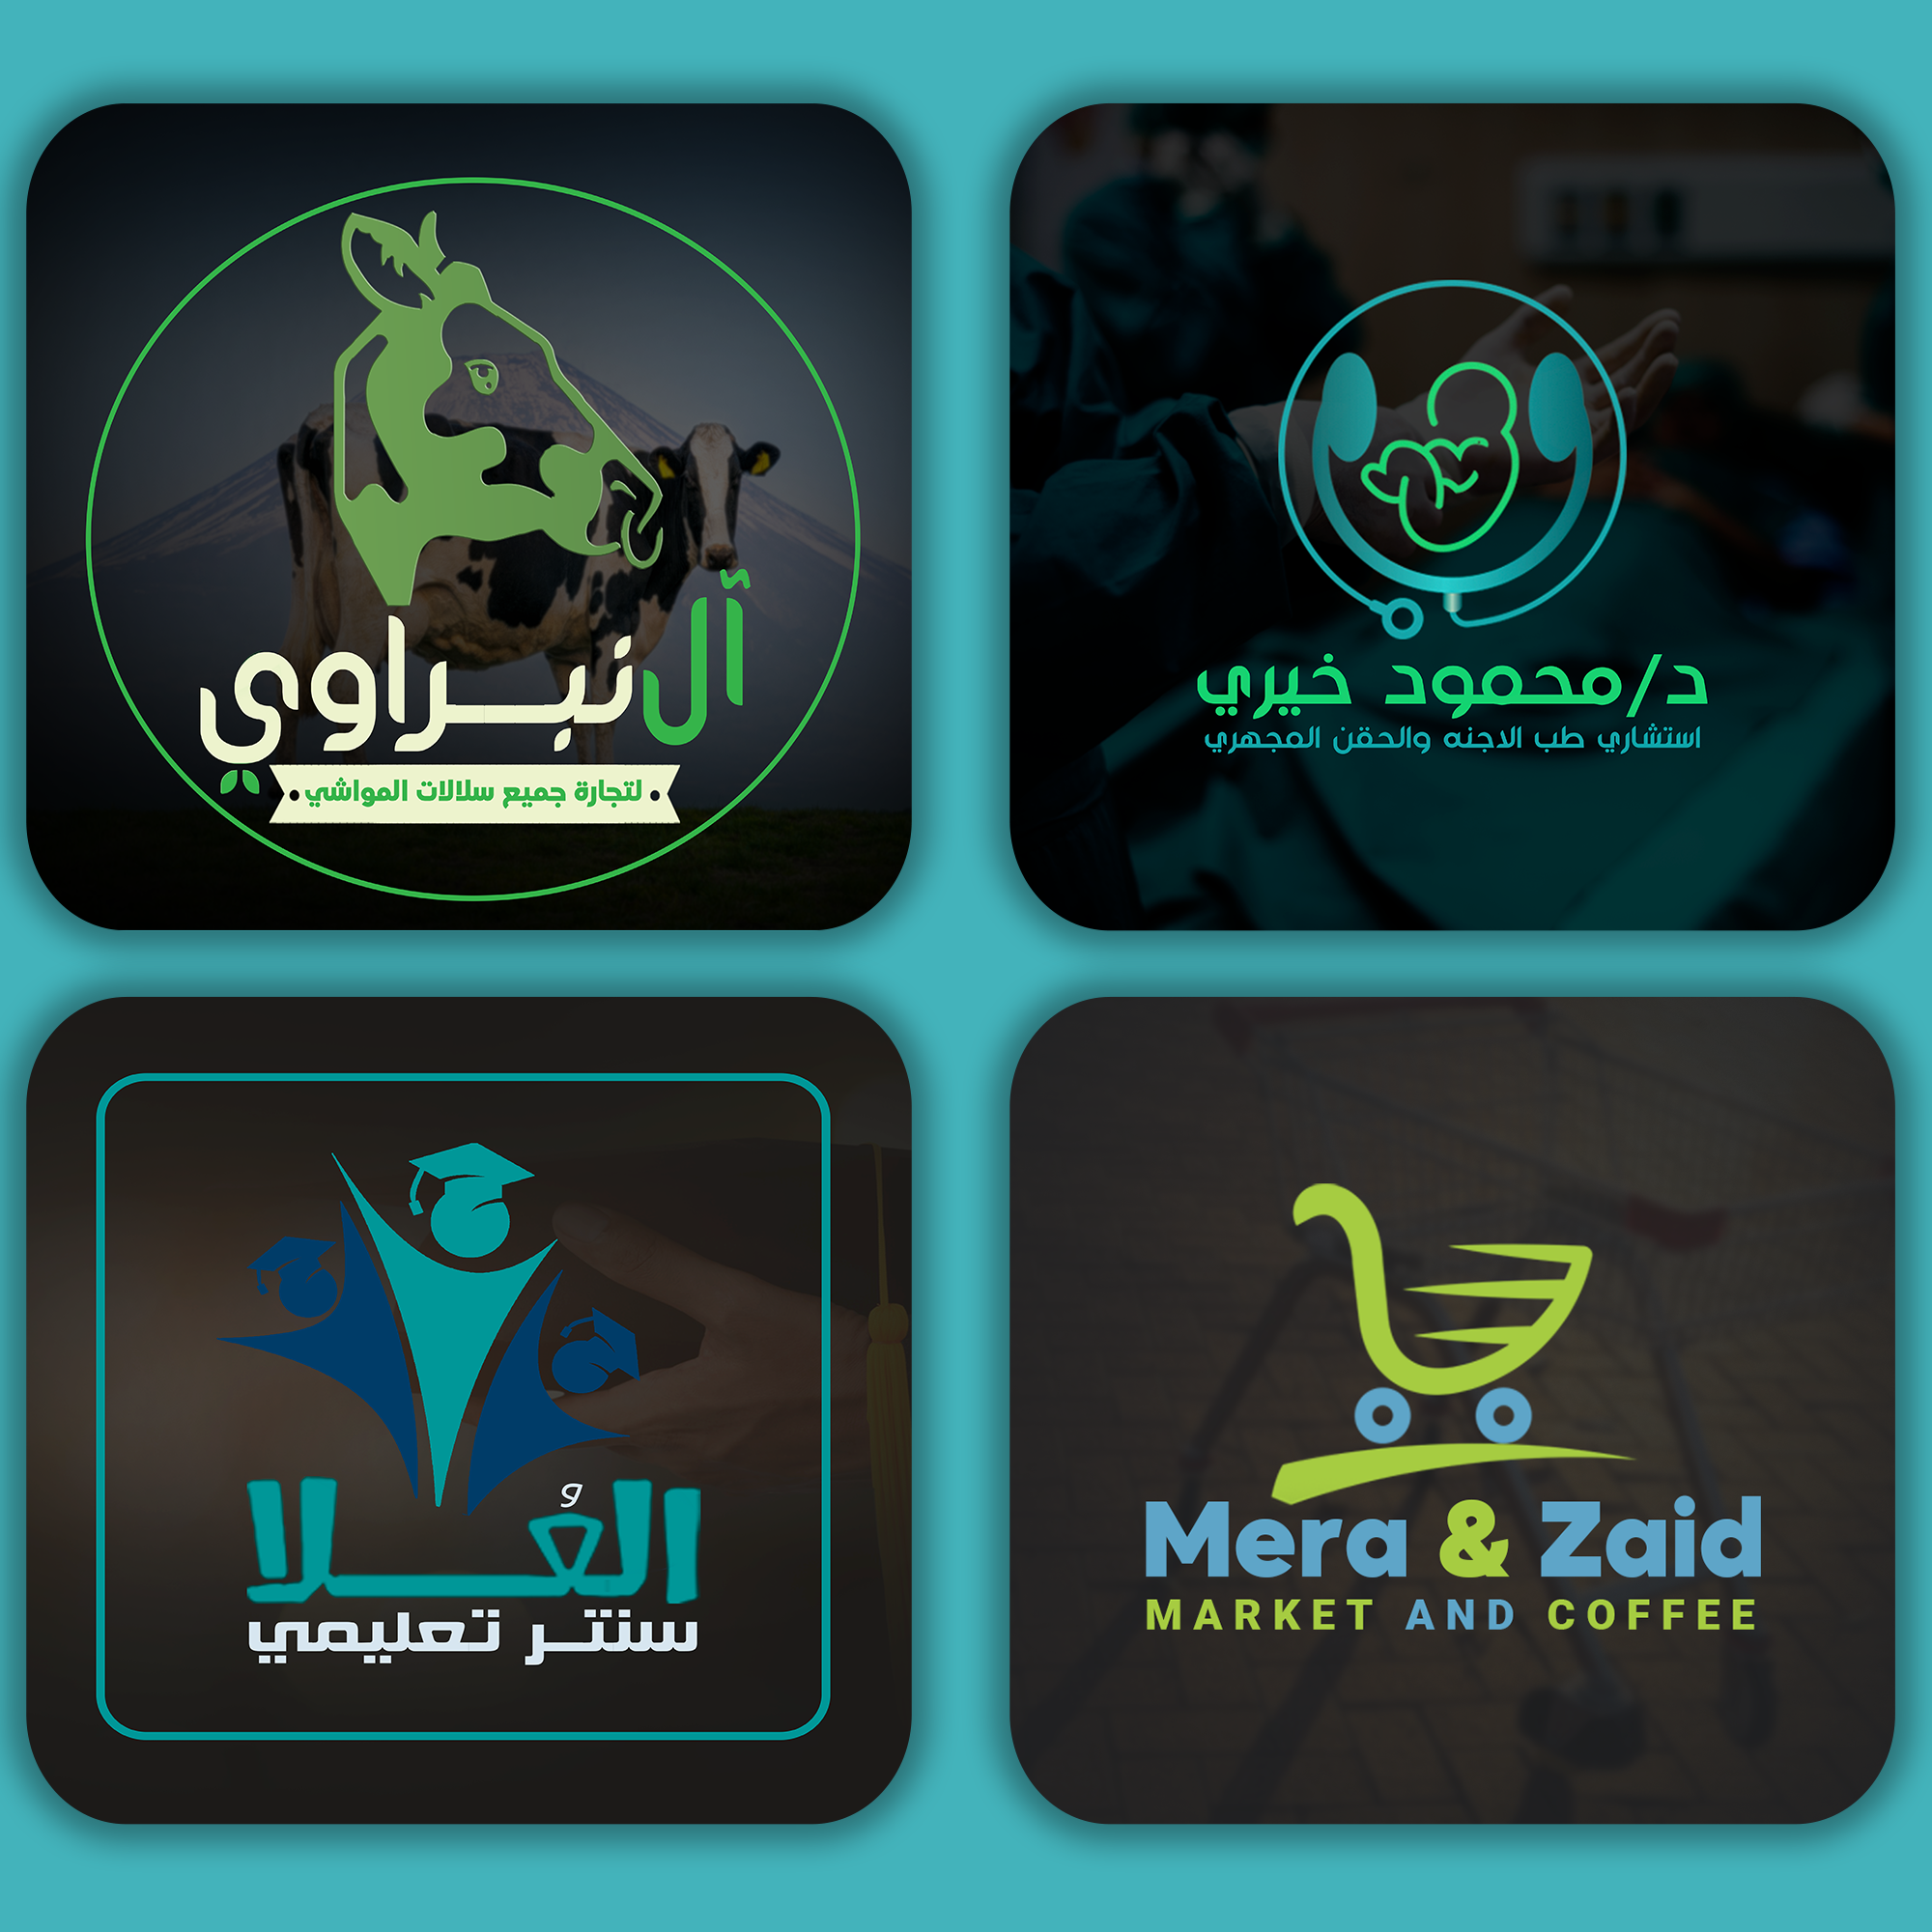 أل نبراوي
لتجارة جميع سلالات المواشي
د/محمود خيري
استشاري طب الاجنه والحقن المجهري
العُلا
سنتر تعليمي
Mera & Zaid
MARKET AND COFFEE